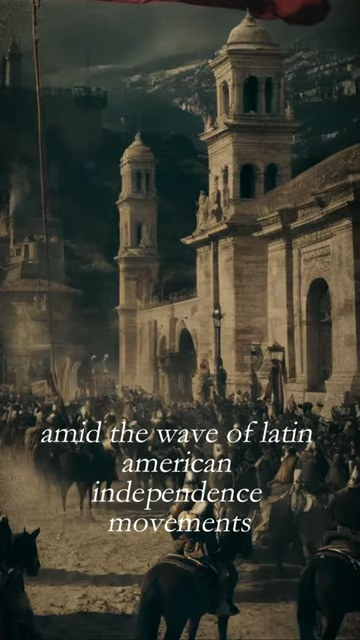 amid the wave of latin
american
independence
movements